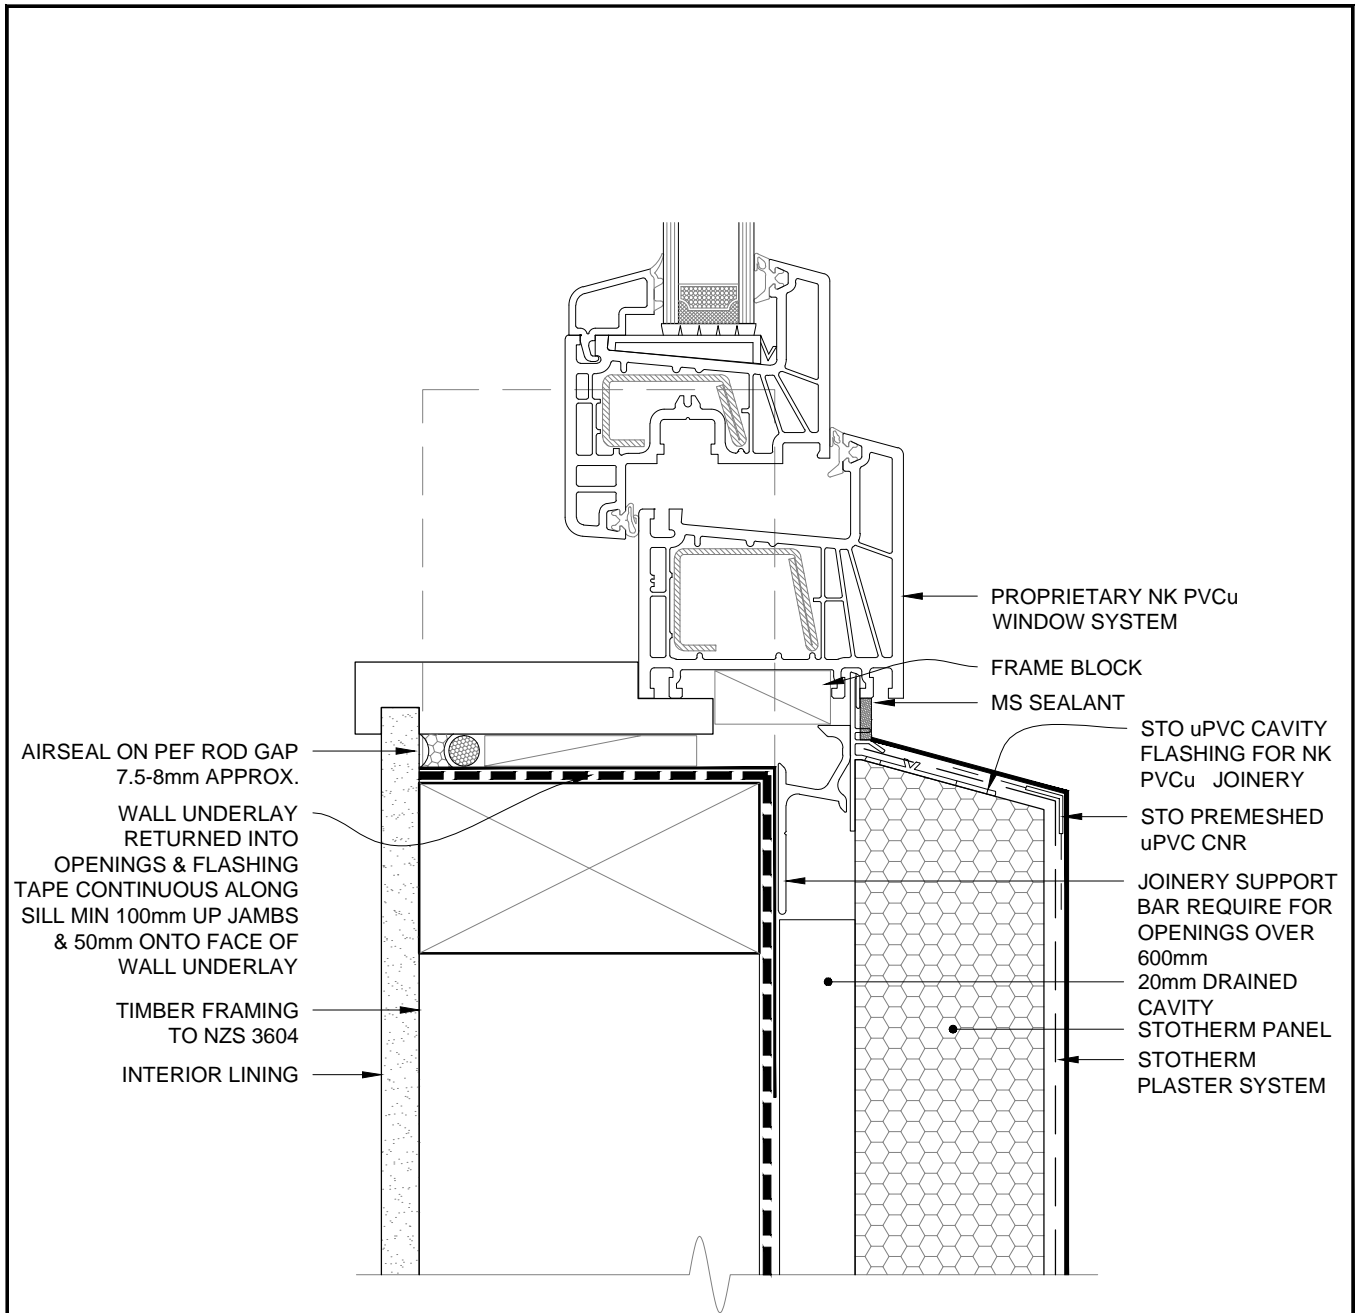 PROPRIETARY NK PVCu
WINDOW SYSTEM
FRAME BLOCK
MS SEALANT
STO uPVC CAVITY
FLASHING FOR NK
PVCu JOINERY
STO PREMESHED
uPVC CNR
JOINERY SUPPORT
BAR REQUIRE FOR
OPENINGS OVER
600mm
20mm DRAINED
CAVITY
STOTHERM PANEL
STOTHERM
PLASTER SYSTEM
AIRSEAL ON PEF ROD GAP
7.5-8mm APPROX.
WALL UNDERLAY
RETURNED INTO
OPENINGS & FLASHING
TAPE CONTINUOUS ALONG
SILL MIN 100mm UP JAMBS
& 50mm ONTO FACE OF
WALL UNDERLAY
TIMBER FRAMING
TO NZS 3604
INTERIOR LINING